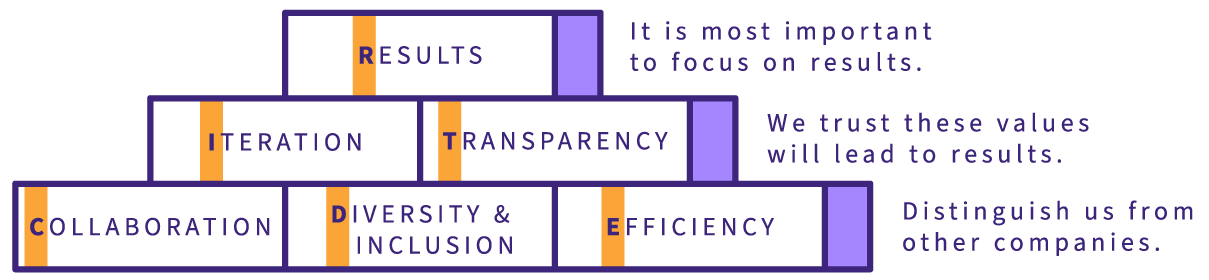 RESULTS
It is most important
to focus on results.
ITERATION
TRANSPARENCY
We trust these values
will lead to results.
COLLABORATION
DIVERSITY &
INCLUSION
EFFICIENCY
Distinguish us from
other companies.